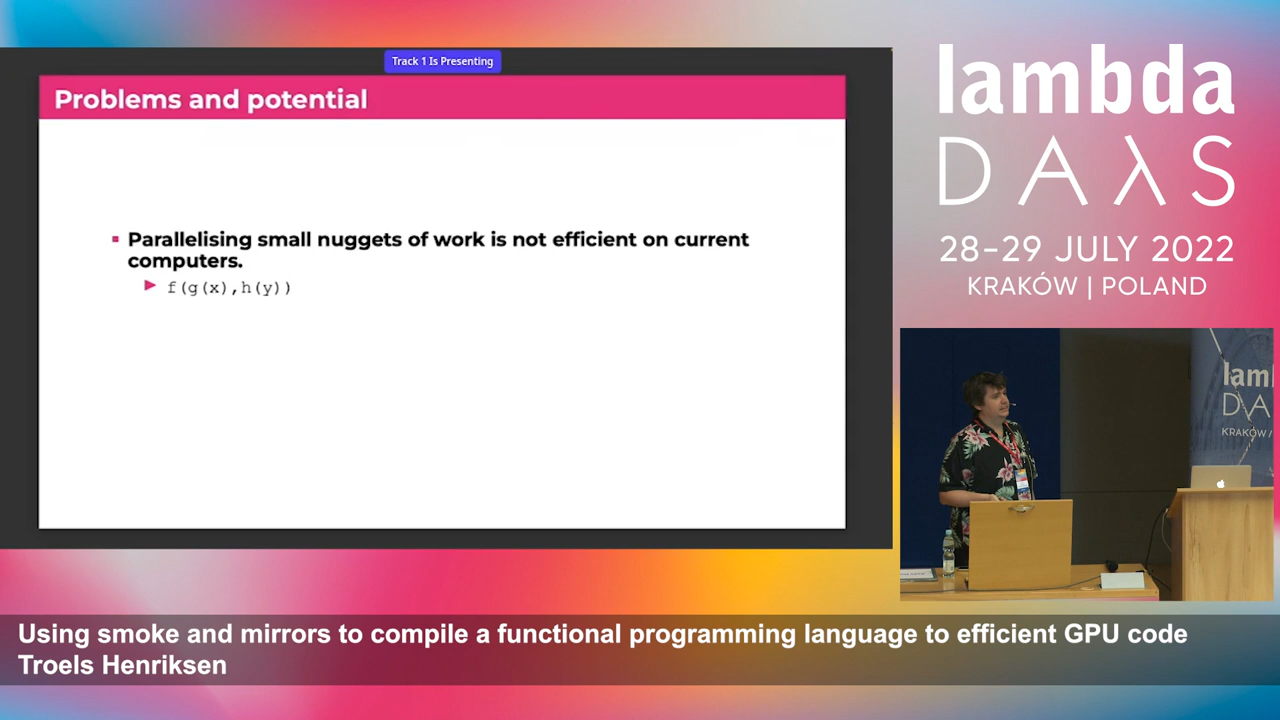 Track 1 Is Presenting
Problems and potential
Parallelising small nuggets of work is not efficient on current
computers.
f(g(x),h(y))
lambda
DAλS
28–29 JULY 2022
KRAKÓW | POLAND
lam
D/A
KRAKÓW /
Using smoke and mirrors to compile a functional programming language to efficient GPU code
Troels Henriksen